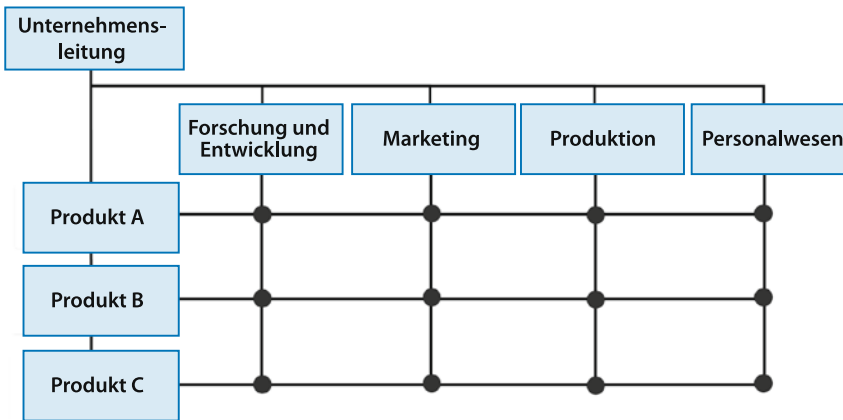 Unternehmens-
leitung
Forschung und
Entwicklung
Marketing
Produktion
Personalwesen
Produkt A
Produkt B
Produkt C